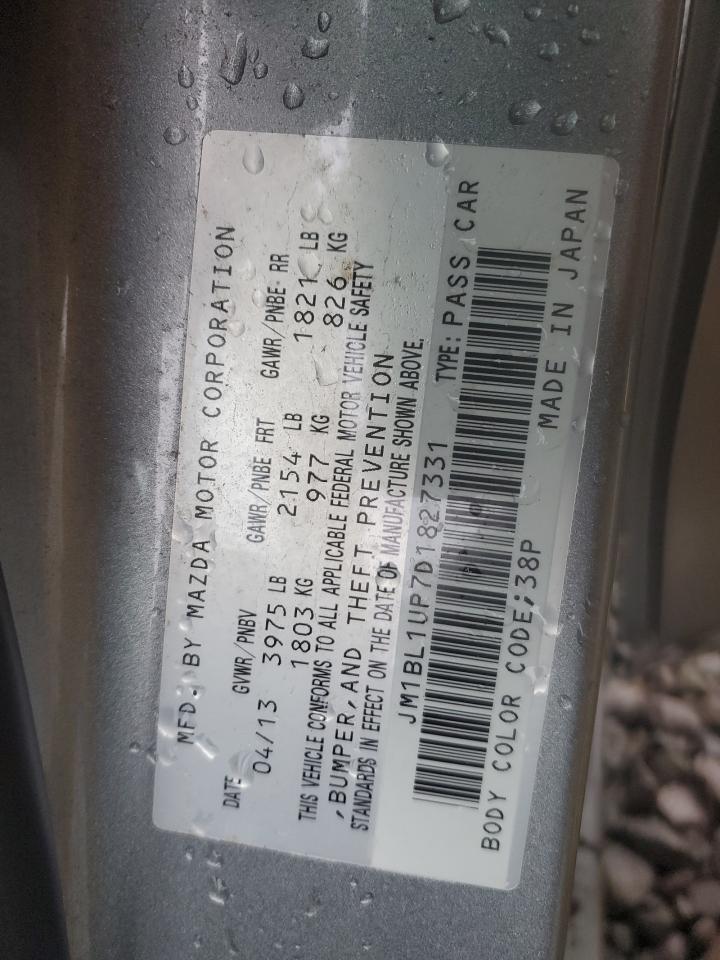 MFD. BY MAZDA MOTOR CORPORATION
DATE GVWR/PNBV GAWR/PNBE FRT GAWR/PNBE RR
04/13 3975 LB 2154 LB 1821 LB
1803 KG 977 KG 826 KG
THIS VEHICLE CONFORMS TO ALL APPLICABLE FEDERAL MOTOR VEHICLE SAFETY
,BUMPER,AND THEFT PREVENTION
STANDARDS IN EFFECT ON THE DATE OF MANUFACTURE SHOWN ABOVE.
JM1BL1UP7D1827331 TYPE: PASS CAR
BODY COLOR CODE;38P MADE IN JAPAN